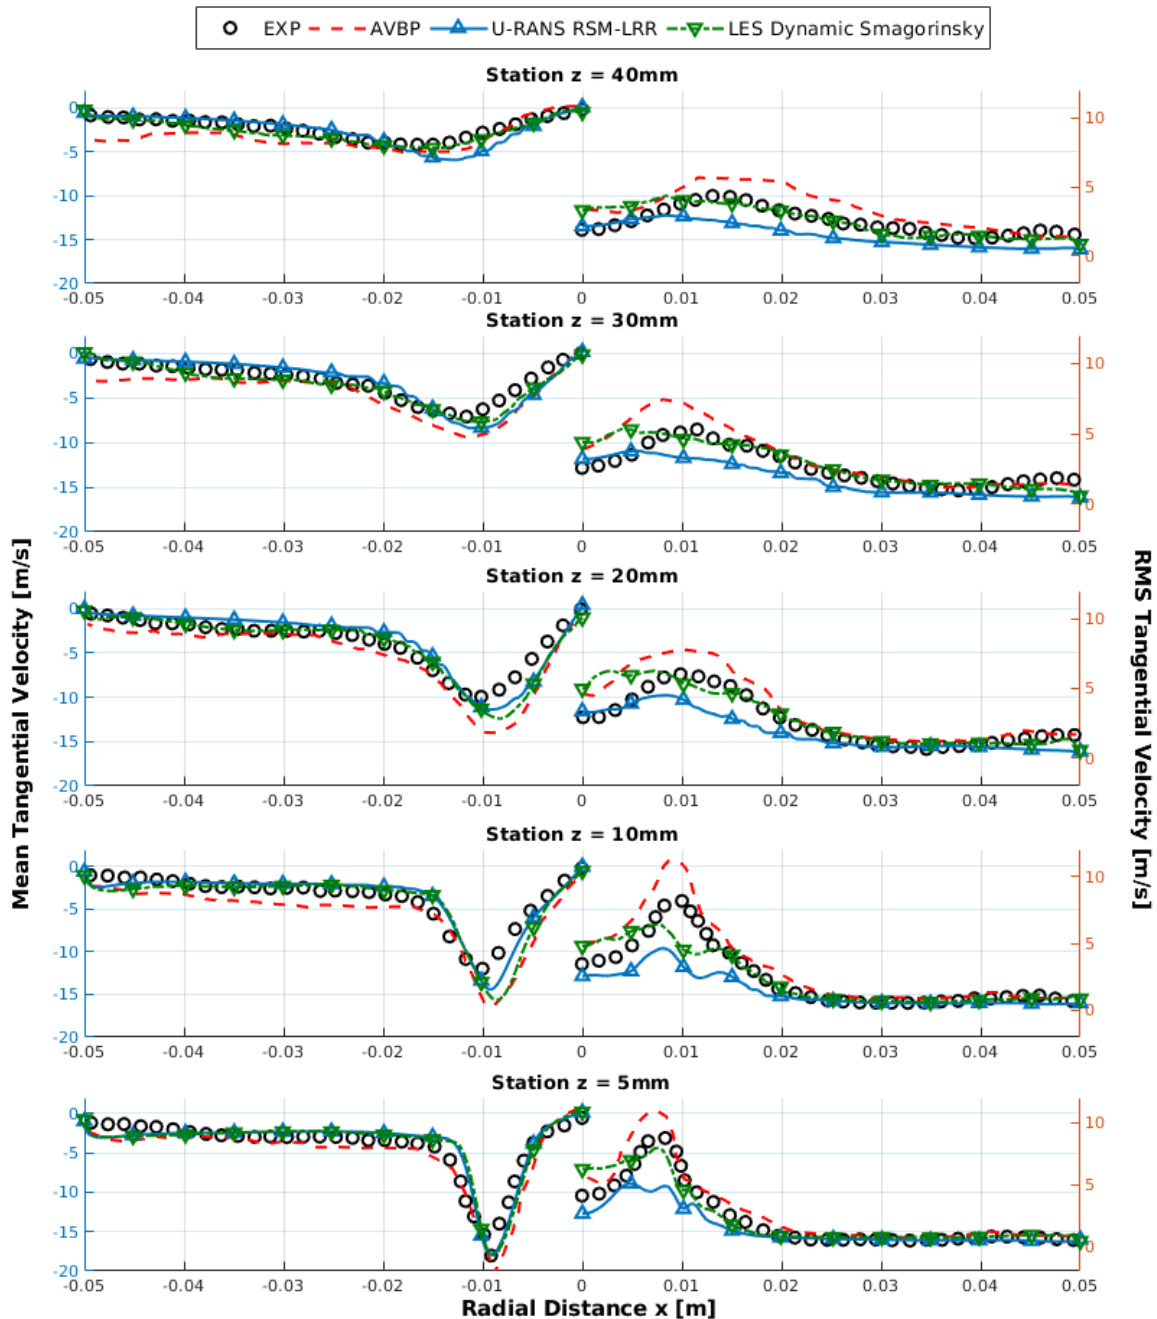 EXP AVBP U-RANS RSM-LRR LES Dynamic Smagorinsky
Mean Tangential Velocity [m/s]
RMS Tangential Velocity [m/s]
Station z = 40mm
0
-5
-10
-15
-20
10
5
0
-0.05 -0.04 -0.03 -0.02 -0.01 0 0.01 0.02 0.03 0.04 0.05
Station z = 30mm
0
-5
-10
-15
-20
10
5
0
-0.05 -0.04 -0.03 -0.02 -0.01 0 0.01 0.02 0.03 0.04 0.05
Station z = 20mm
0
-5
-10
-15
-20
10
5
0
-0.05 -0.04 -0.03 -0.02 -0.01 0 0.01 0.02 0.03 0.04 0.05
Station z = 10mm
0
-5
-10
-15
-20
10
5
0
-0.05 -0.04 -0.03 -0.02 -0.01 0 0.01 0.02 0.03 0.04 0.05
Station z = 5mm
0
-5
-10
-15
-20
10
5
0
-0.05 -0.04 -0.03 -0.02 -0.01 0 0.01 0.02 0.03 0.04 0.05
Radial Distance x [m]